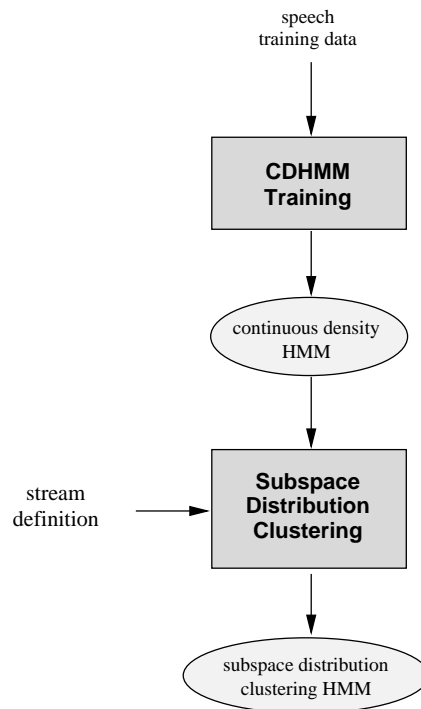 speech
training data
CDHMM
Training
continuous density
HMM
Subspace
Distribution
Clustering
stream
definition
subspace distribution
clustering HMM